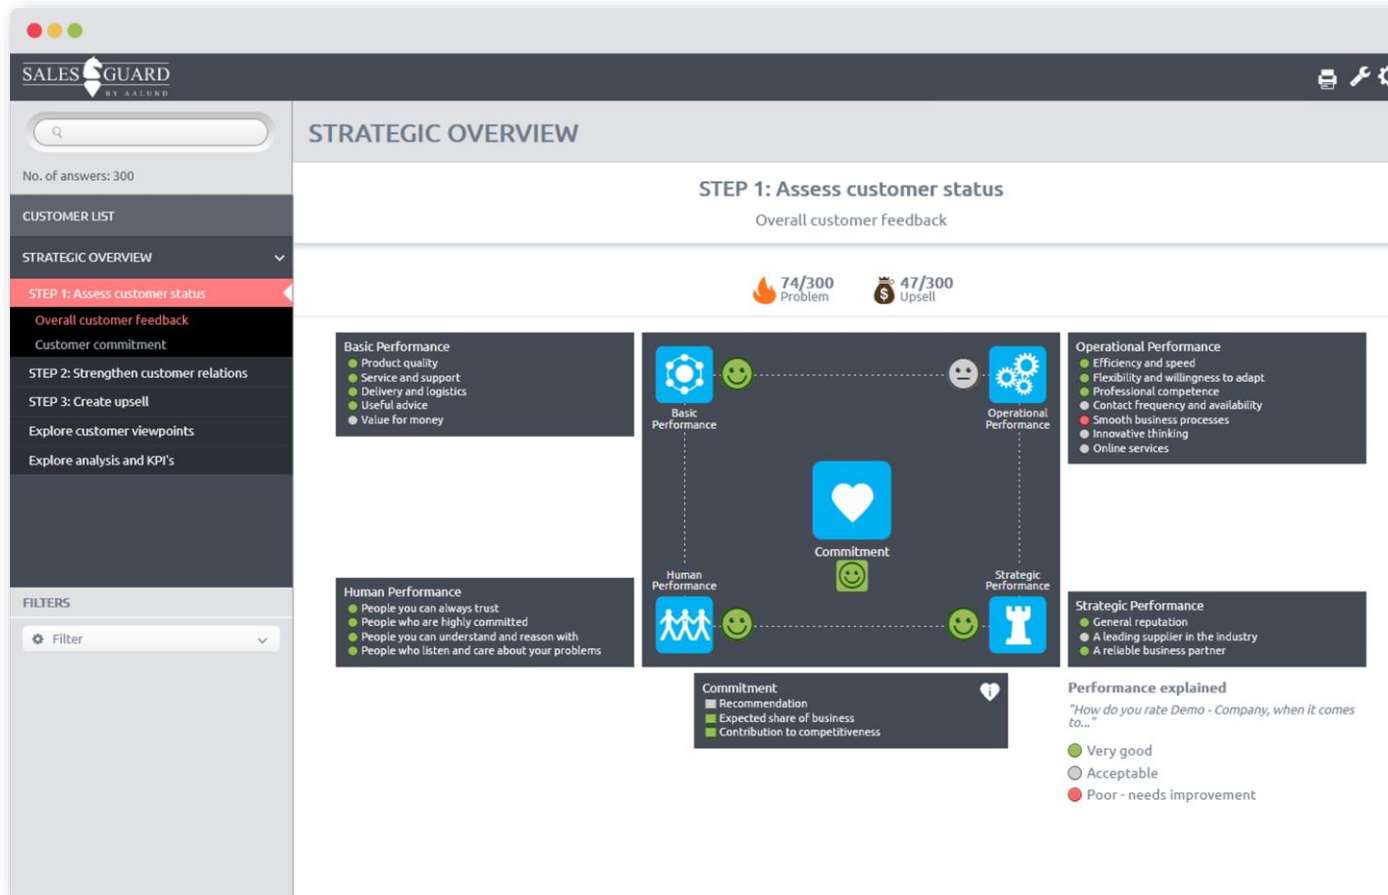 SALES GUARD
BY AALUND
No. of answers: 300
CUSTOMER LIST
STRATEGIC OVERVIEW
STEP 1: Assess customer status
Overall customer feedback
Customer commitment
STEP 2: Strengthen customer relations
STEP 3: Create upsell
Explore customer viewpoints
Explore analysis and KPI's
FILTERS
Filter
STRATEGIC OVERVIEW
STEP 1: Assess customer status
Overall customer feedback
74/300
Problem
47/300
Upsell
Basic Performance
Product quality
Service and support
Delivery and logistics
Useful advice
Value for money
Basic
Performance
Operational
Performance
Operational Performance
Efficiency and speed
Flexibility and willingness to adapt
Professional competence
Contact frequency and availability
Smooth business processes
Innovative thinking
Online services
Commitment
Human Performance
People you can always trust
People who are highly committed
People you can understand and reason with
People who listen and care about your problems
Human
Performance
Strategic
Performance
Strategic Performance
General reputation
A leading supplier in the industry
A reliable business partner
Commitment
Recommendation
Expected share of business
Contribution to competitiveness
Performance explained
"How do you rate Demo - Company, when it comes
to..."
Very good
Acceptable
Poor - needs improvement